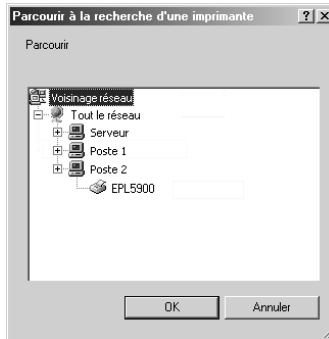 Parcourir à la recherche d'une imprimante
Parcourir
Voisinage réseau
Tout le réseau
Serveur
Poste 1
Poste 2
EPL5900
OK
Annuler